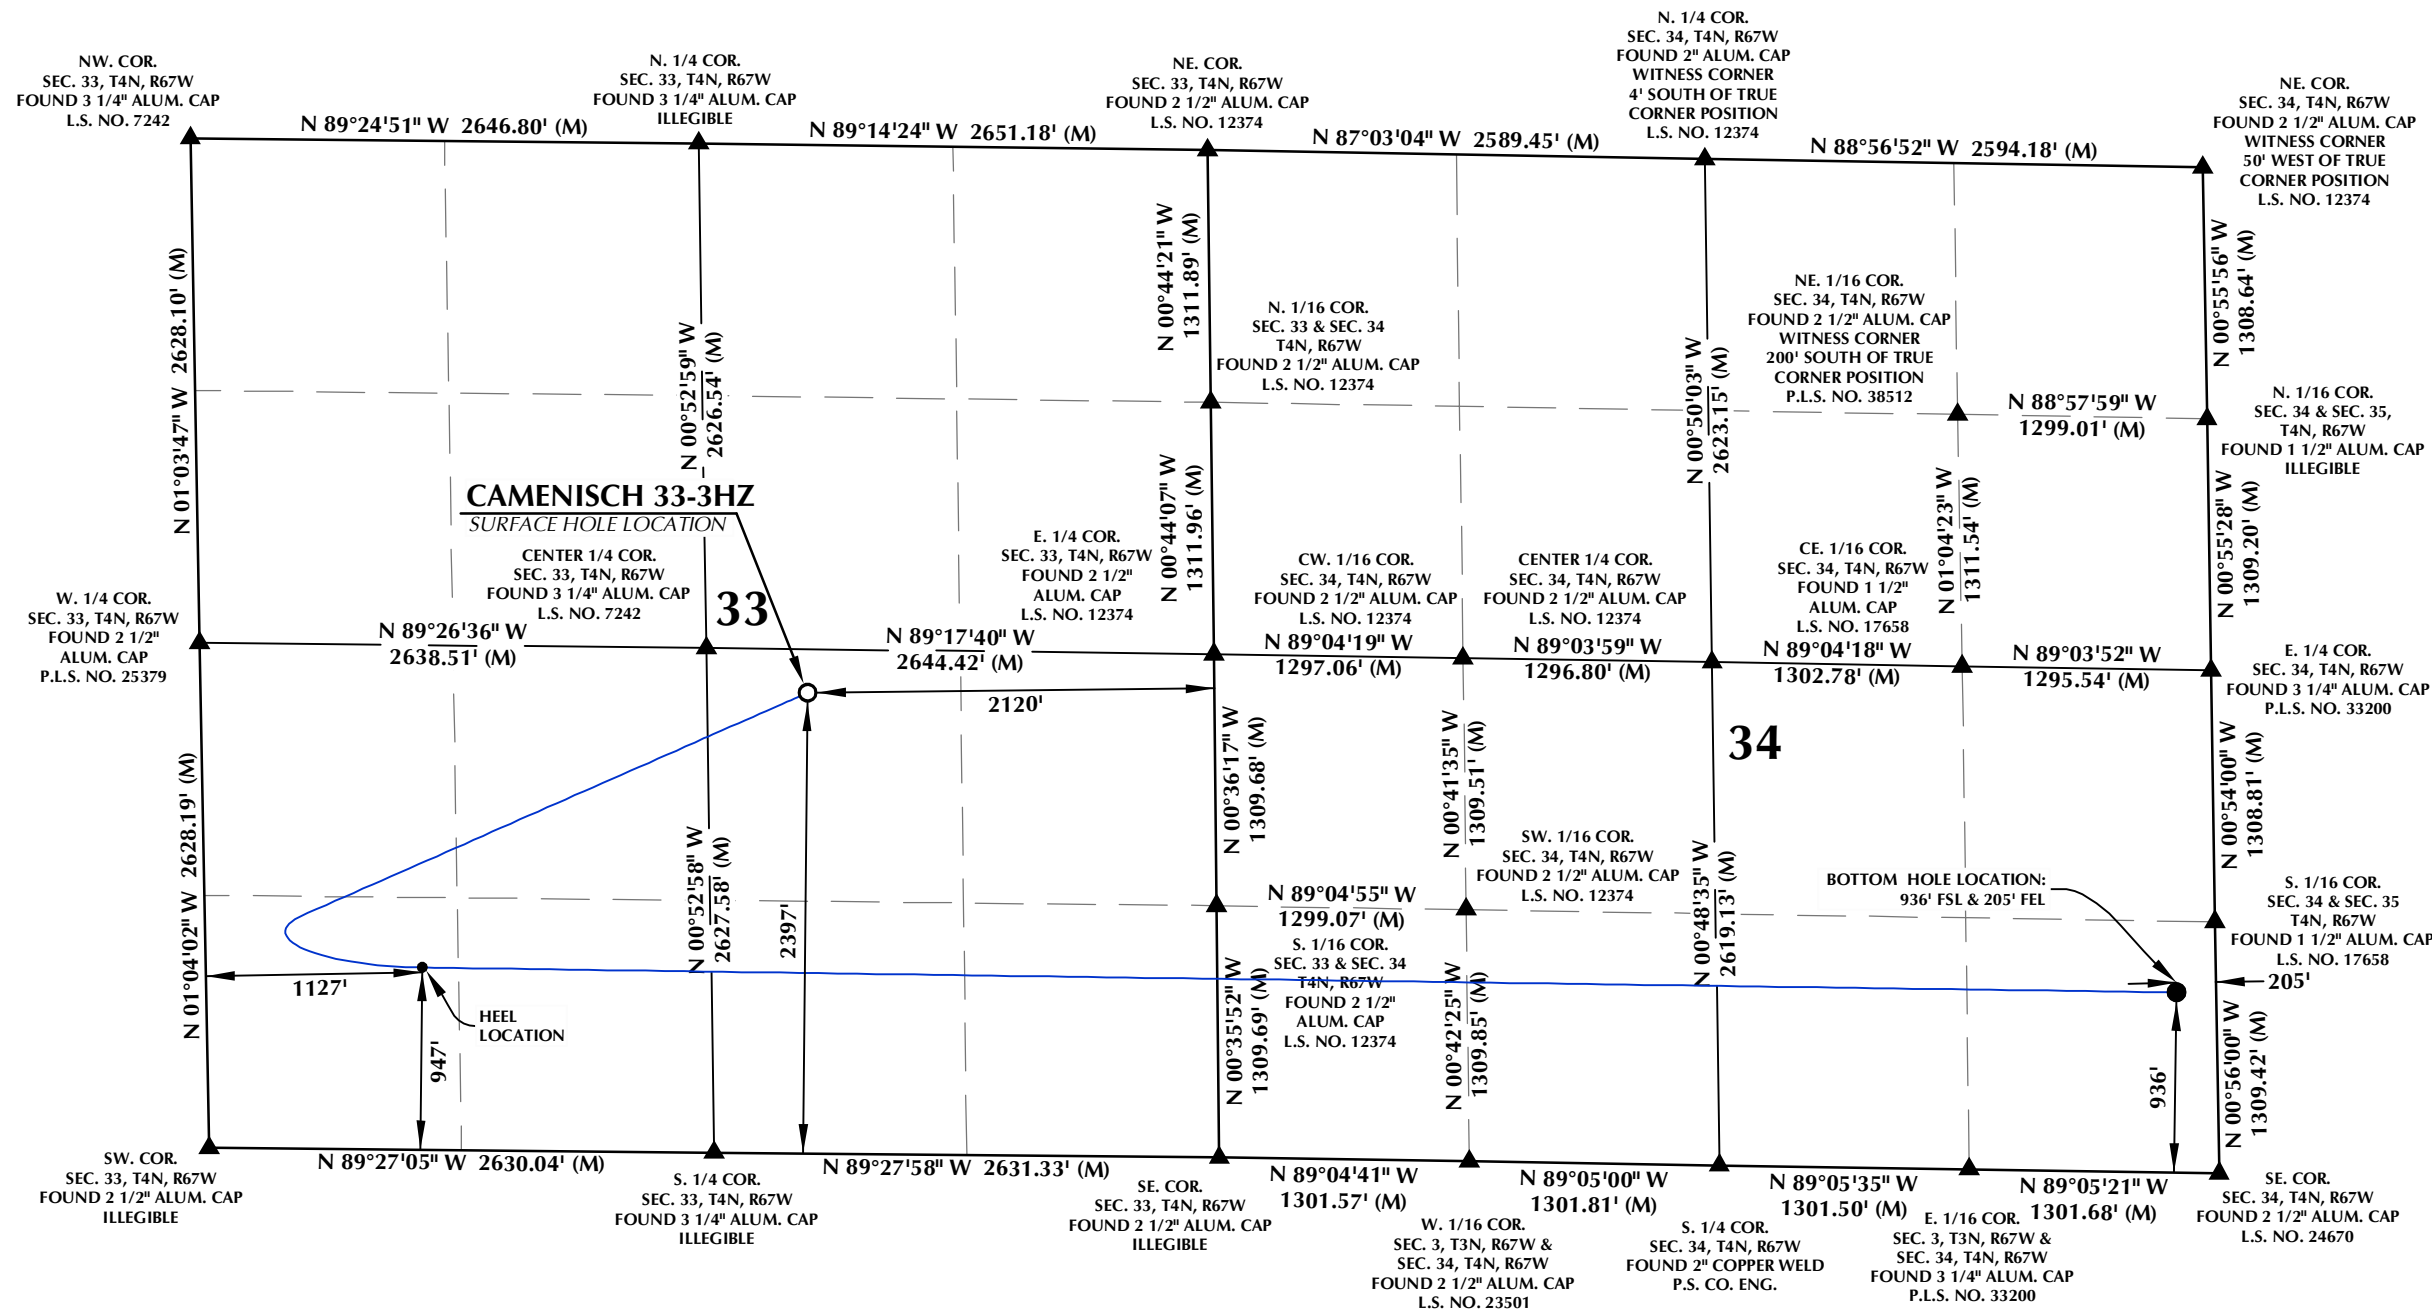 NW. COR.
SEC. 33, T4N, R67W
FOUND 3 1/4" ALUM. CAP
L.S. NO. 7242
N 89°24'51" W 2646.80' (M)
N. 1/4 COR.
SEC. 33, T4N, R67W
FOUND 3 1/4" ALUM. CAP
ILLEGIBLE
N 89°14'24" W 2651.18' (M)
NE. COR.
SEC. 33, T4N, R67W
FOUND 2 1/2" ALUM. CAP
L.S. NO. 12374
N 87°03'04" W 2589.45' (M)
N. 1/4 COR.
SEC. 34, T4N, R67W
FOUND 2" ALUM. CAP
WITNESS CORNER
4' SOUTH OF TRUE
CORNER POSITION
L.S. NO. 12374
N 88°56'52" W 2594.18' (M)
NE. COR.
SEC. 34, T4N, R67W
FOUND 2 1/2" ALUM. CAP
WITNESS CORNER
50' WEST OF TRUE
CORNER POSITION
L.S. NO. 12374
N 01°03'47" W 2628.10' (M)
N 00°52'59" W
2626.54' (M)
N 00°44'21" W
1311.89' (M)
N. 1/16 COR.
SEC. 33 & SEC. 34
T4N, R67W
FOUND 2 1/2" ALUM. CAP
L.S. NO. 12374
N 00°50'03" W
2623.15' (M)
NE. 1/16 COR.
SEC. 34, T4N, R67W
FOUND 2 1/2" ALUM. CAP
WITNESS CORNER
200' SOUTH OF TRUE
CORNER POSITION
P.L.S. NO. 38512
N 00°55'56" W
1308.64' (M)
N 88°57'59" W
1299.01' (M)
N. 1/16 COR.
SEC. 34 & SEC. 35,
T4N, R67W
FOUND 1 1/2" ALUM. CAP
ILLEGIBLE
CAMENISCH 33-3HZ
SURFACE HOLE LOCATION
CENTER 1/4 COR.
SEC. 33, T4N, R67W
FOUND 3 1/4" ALUM. CAP
L.S. NO. 7242
33
E. 1/4 COR.
SEC. 33, T4N, R67W
FOUND 2 1/2"
ALUM. CAP
L.S. NO. 12374
N 00°44'07" W
1311.96' (M)
CW. 1/16 COR.
SEC. 34, T4N, R67W
FOUND 2 1/2" ALUM. CAP
L.S. NO. 12374
CENTER 1/4 COR.
SEC. 34, T4N, R67W
FOUND 2 1/2" ALUM. CAP
L.S. NO. 12374
CE. 1/16 COR.
SEC. 34, T4N, R67W
FOUND 1 1/2"
ALUM. CAP
L.S. NO. 17658
N 01°04'23" W
1311.54' (M)
N 00°55'28" W
1309.20' (M)
W. 1/4 COR.
SEC. 33, T4N, R67W
FOUND 2 1/2"
ALUM. CAP
P.L.S. NO. 25379
N 89°26'36" W
2638.51' (M)
N 89°17'40" W
2644.42' (M)
N 89°04'19" W
1297.06' (M)
N 89°03'59" W
1296.80' (M)
N 89°04'18" W
1302.78' (M)
N 89°03'52" W
1295.54' (M)
E. 1/4 COR.
SEC. 34, T4N, R67W
FOUND 3 1/4" ALUM. CAP
P.L.S. NO. 33200
2120'
34
N 01°04'02" W 2628.19' (M)
N 00°52'58" W
2627.58' (M)
2397'
N 00°36'17" W
1309.68' (M)
N 00°41'35" W
1309.51' (M)
SW. 1/16 COR.
SEC. 34, T4N, R67W
FOUND 2 1/2" ALUM. CAP
L.S. NO. 12374
N 00°48'35" W
2619.13' (M)
BOTTOM HOLE LOCATION:
936' FSL & 205' FEL
N 00°54'00" W
1308.81' (M)
S. 1/16 COR.
SEC. 34 & SEC. 35
T4N, R67W
FOUND 1 1/2" ALUM. CAP
L.S. NO. 17658
N 89°04'55" W
1299.07' (M)
S. 1/16 COR.
SEC. 33 & SEC. 34
T4N, R67W
FOUND 2 1/2"
ALUM. CAP
L.S. NO. 12374
1127'
HEEL
LOCATION
947'
N 00°35'52" W
1309.69' (M)
N 00°42'25" W
1309.85' (M)
205'
936'
N 00°56'00" W
1309.42' (M)
SW. COR.
SEC. 33, T4N, R67W
FOUND 2 1/2" ALUM. CAP
ILLEGIBLE
N 89°27'05" W 2630.04' (M)
S. 1/4 COR.
SEC. 33, T4N, R67W
FOUND 3 1/4" ALUM. CAP
ILLEGIBLE
N 89°27'58" W 2631.33' (M)
SE. COR.
SEC. 33, T4N, R67W
FOUND 2 1/2" ALUM. CAP
ILLEGIBLE
N 89°04'41" W
1301.57' (M)
W. 1/16 COR.
SEC. 3, T3N, R67W &
SEC. 34, T4N, R67W
FOUND 2 1/2" ALUM. CAP
L.S. NO. 23501
N 89°05'00" W
1301.81' (M)
S. 1/4 COR.
SEC. 34, T4N, R67W
FOUND 2" COPPER WELD
P.S. CO. ENG.
N 89°05'35" W
1301.50' (M)
E. 1/16 COR.
SEC. 3, T3N, R67W &
SEC. 34, T4N, R67W
FOUND 3 1/4" ALUM. CAP
P.L.S. NO. 33200
N 89°05'21" W
1301.68' (M)
SE. COR.
SEC. 34, T4N, R67W
FOUND 2 1/2" ALUM. CAP
L.S. NO. 24670